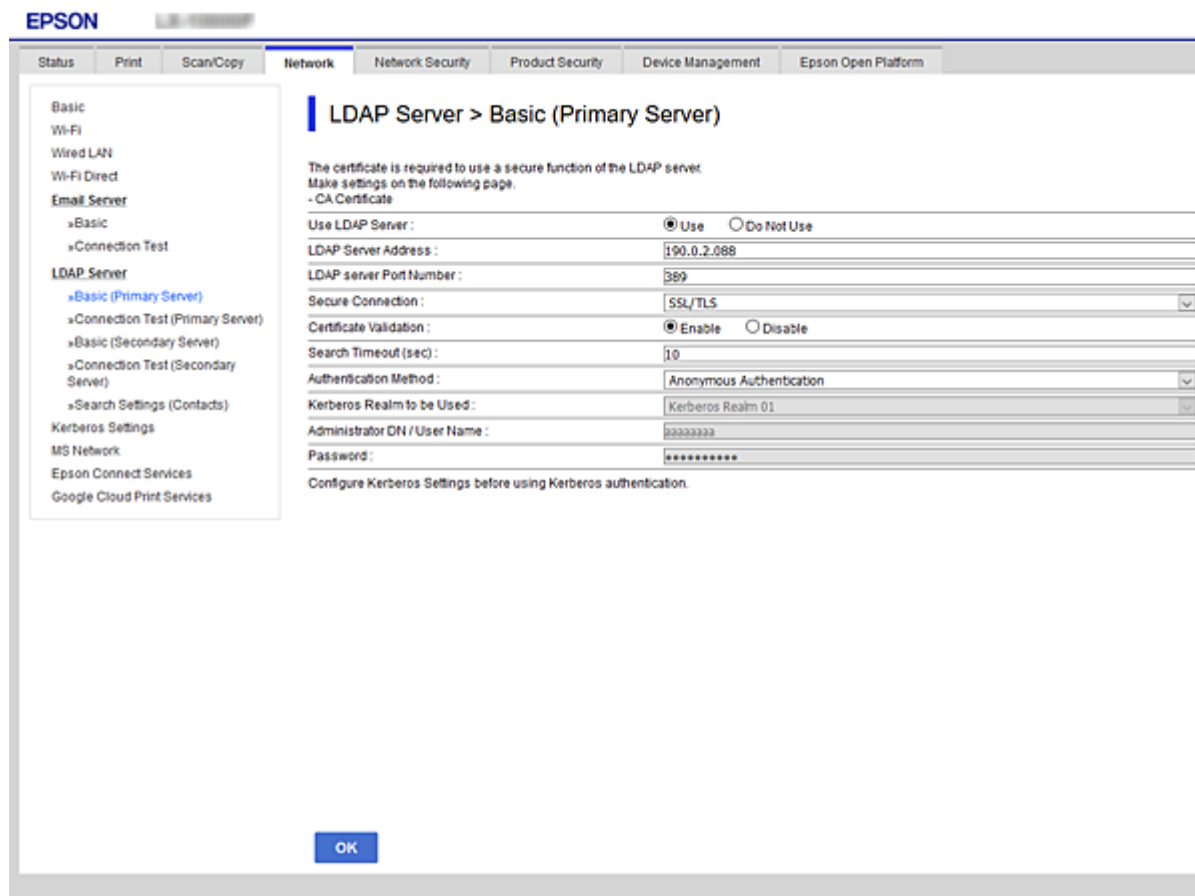 EPSON
Status Print Scan/Copy Network Network Security Product Security Device Management Epson Open Platform
Basic
Wi-Fi
Wired LAN
Wi-Fi Direct
Email Server
»Basic
»Connection Test
LDAP Server
»Basic (Primary Server)
»Connection Test (Primary Server)
»Basic (Secondary Server)
»Connection Test (Secondary
Server)
»Search Settings (Contacts)
Kerberos Settings
MS Network
Epson Connect Services
Google Cloud Print Services
LDAP Server > Basic (Primary Server)
The certificate is required to use a secure function of the LDAP server.
Make settings on the following page.
- CA Certificate
Use LDAP Server : Use Do Not Use
LDAP Server Address : 190.0.2.088
LDAP server Port Number : 389
Secure Connection : SSL/TLS
Certificate Validation : Enable Disable
Search Timeout (sec) : 10
Authentication Method : Anonymous Authentication
Kerberos Realm to be Used : Kerberos Realm 01
Administrator DN / User Name : aaaaaaaa
Password : ••••••••••
Configure Kerberos Settings before using Kerberos authentication.
OK